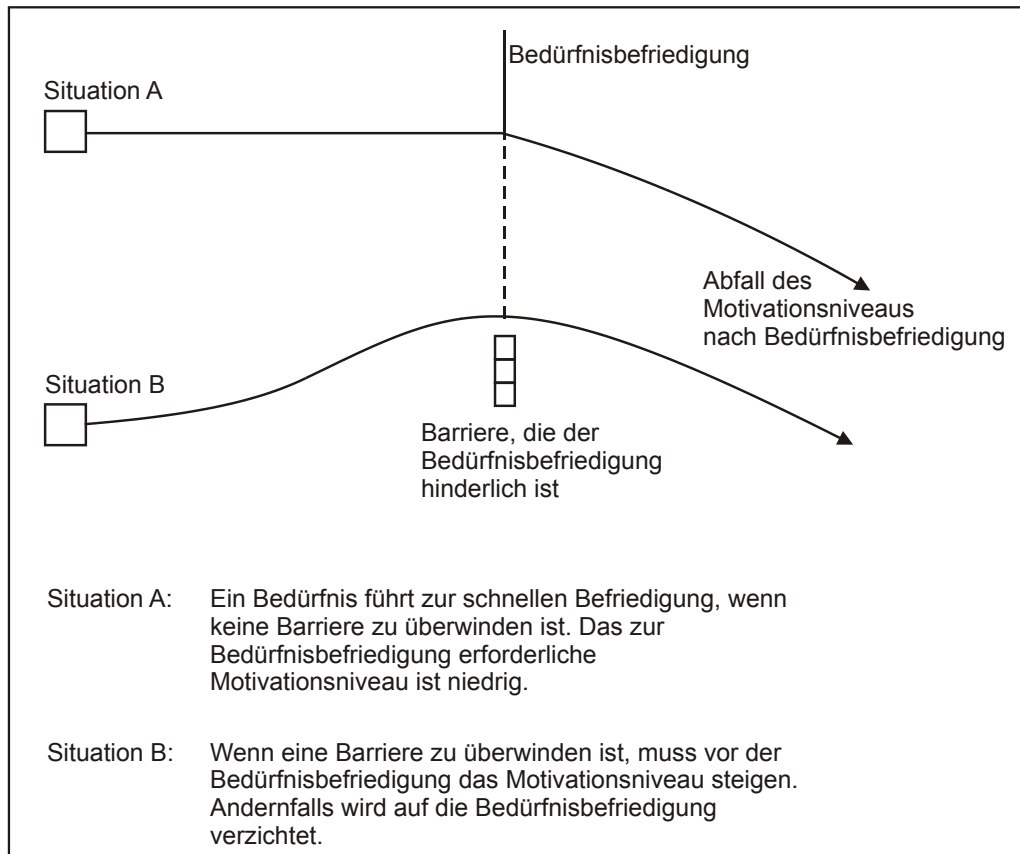 Bedürfnisbefriedigung
Situation A
Abfall des
Motivationsniveaus
nach Bedürfnisbefriedigung
Situation B
Barriere, die der
Bedürfnisbefriedigung
hinderlich ist
Situation A: Ein Bedürfnis führt zur schnellen Befriedigung, wenn
keine Barriere zu überwinden ist. Das zur
Bedürfnisbefriedigung erforderliche
Motivationsniveau ist niedrig.
Situation B: Wenn eine Barriere zu überwinden ist, muss vor der
Bedürfnisbefriedigung das Motivationsniveau steigen.
Andernfalls wird auf die Bedürfnisbefriedigung
verzichtet.